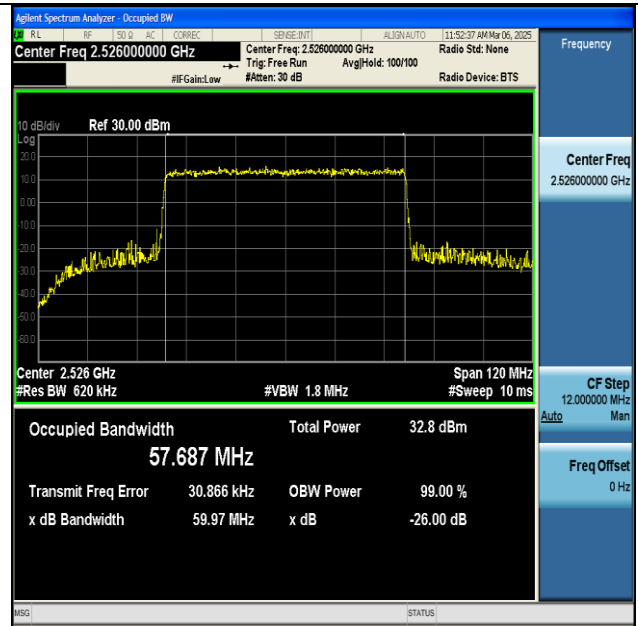 Agilent Spectrum Analyzer - Occupied BW
LXI RL RF 50 Ω AC CORREC SENSE:INT ALIGN AUTO 11:52:37 AM Mar 06, 2025
Center Freq 2.526000000 GHz
Center Freq: 2.526000000 GHz
Radio Std: None
Trig: Free Run Avg|Hold: 100/100
#IFGain:Low
#Atten: 30 dB
Radio Device: BTS
10 dB/div Ref 30.00 dBm
Log
20.0
10.0
0.00
-10.0
-20.0
-30.0
-40.0
-50.0
-60.0
Center 2.526 GHz
Span 120 MHz
#Res BW 620 kHz
#VBW 1.8 MHz
#Sweep 10 ms
Occupied Bandwidth
57.687 MHz
Total Power 32.8 dBm
Transmit Freq Error 30.866 kHz
OBW Power 99.00 %
x dB Bandwidth 59.97 MHz
x dB -26.00 dB
Frequency
Center Freq
2.526000000 GHz
CF Step
12.000000 MHz
Auto Man
Freq Offset
0 Hz
MSG
STATUS